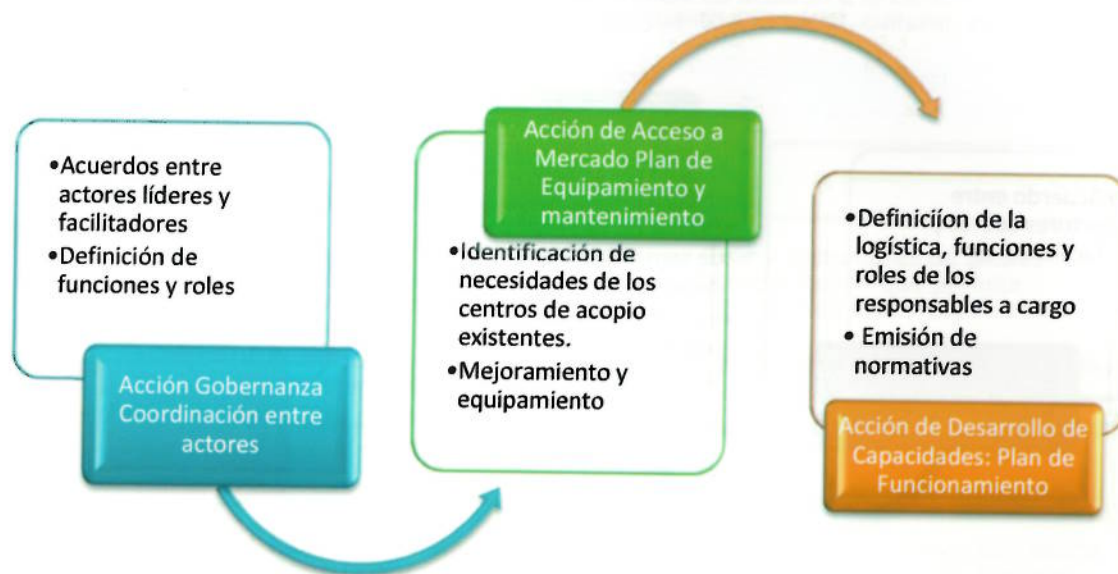 •Acuerdos entre
actores líderes y
facilitadores
•Definición de
funciones y roles
Acción Gobernanza
Coordinación entre
actores
Acción de Acceso a
Mercado Plan de
Equipamiento y
mantenimiento
•Identificación de
necesidades de los
centros de acopio
existentes.
•Mejoramiento y
equipamiento
•Definiciíon de la
logística, funciones y
roles de los
responsables a cargo
• Emisión de
normativas
Acción de Desarrollo de
Capacidades: Plan de
Funcionamiento